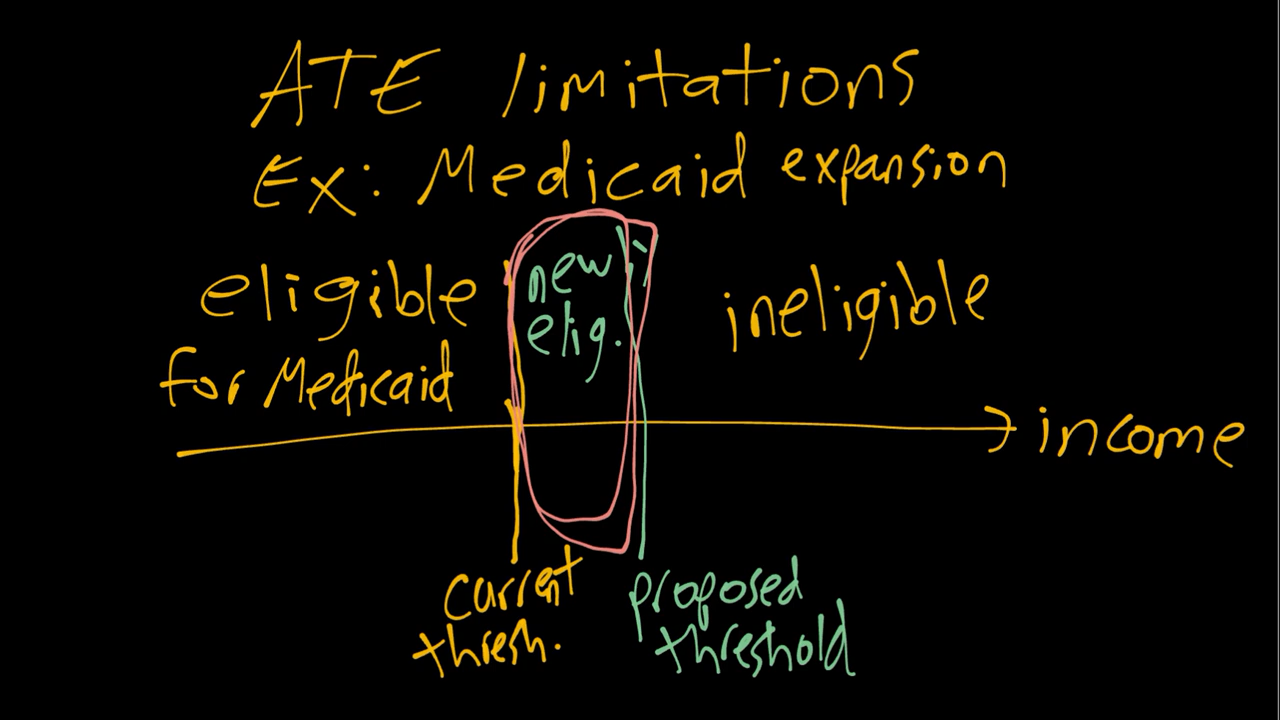 ATE limitations
Ex: Medicaid expansion
eligible
for Medicaid
new
elig.
ineligible
income
current
thresh.
proposed
threshold